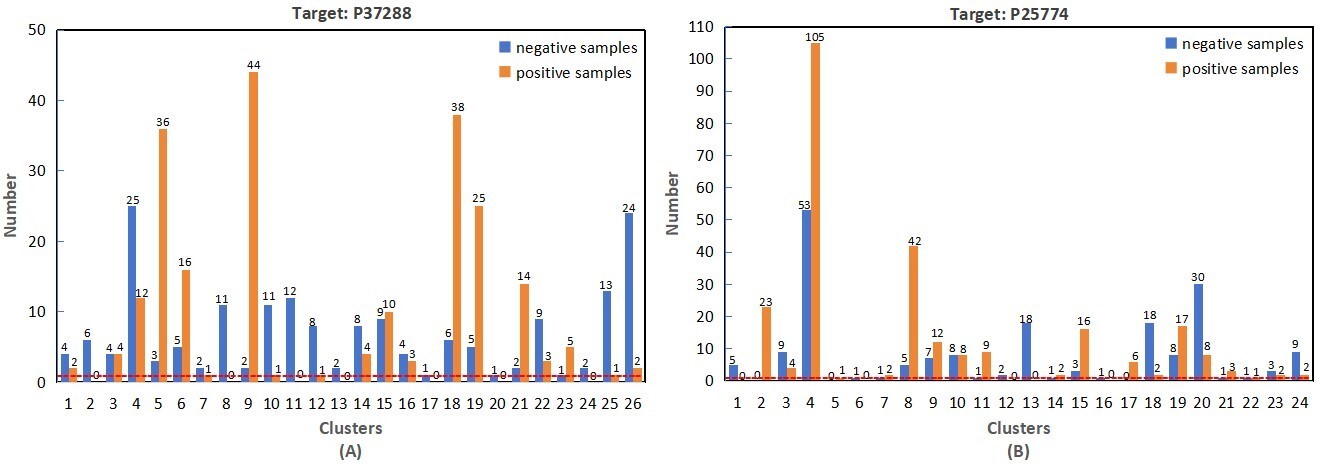 Target: P37288
negative samples
positive samples
Number
50
40
30
20
10
0
4 2 6 0 4 4 25 12 3 36 5 16 2 1 11 0 2 44 11 1 12 0 8 1 2 0 8 4 9 10 4 3 1 0 6 38 5 25 1 0 2 14 9 3 1 5 2 0 13 1 24 2
1 2 3 4 5 6 7 8 9 10 11 12 13 14 15 16 17 18 19 20 21 22 23 24 25 26
Clusters
(A)
Target: P25774
negative samples
positive samples
Number
110
100
90
80
70
60
50
40
30
20
10
0
5 0 0 23 9 4 53 105 0 1 1 0 1 2 5 42 7 12 8 8 1 9 2 0 18 0 1 2 3 16 1 0 0 6 18 2 8 17 30 8 1 3 1 1 3 2 9 2
1 2 3 4 5 6 7 8 9 10 11 12 13 14 15 16 17 18 19 20 21 22 23 24
Clusters
(B)